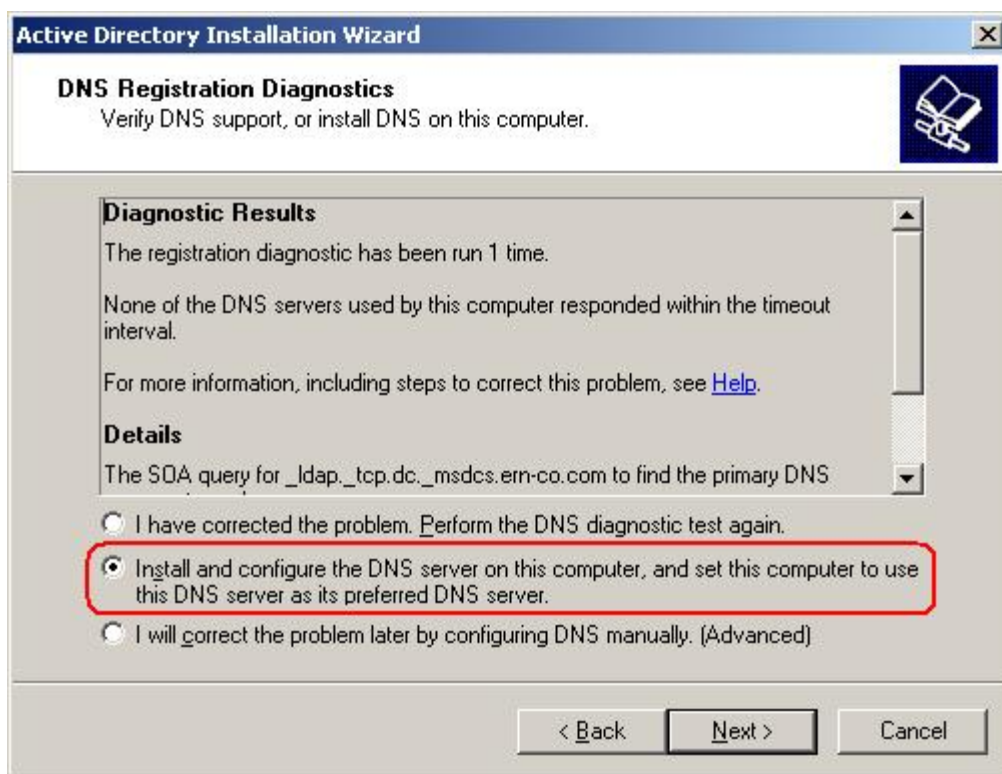 Active Directory Installation Wizard
DNS Registration Diagnostics
Verify DNS support, or install DNS on this computer.
Diagnostic Results
The registration diagnostic has been run 1 time.
None of the DNS servers used by this computer responded within the timeout
interval.
For more information, including steps to correct this problem, see Help.
Details
The SOA query for _ldap._tcp.dc._msdcs.ern-co.com to find the primary DNS
I have corrected the problem. Perform the DNS diagnostic test again.
Install and configure the DNS server on this computer, and set this computer to use
this DNS server as its preferred DNS server.
I will correct the problem later by configuring DNS manually. (Advanced)
< Back
Next >
Cancel